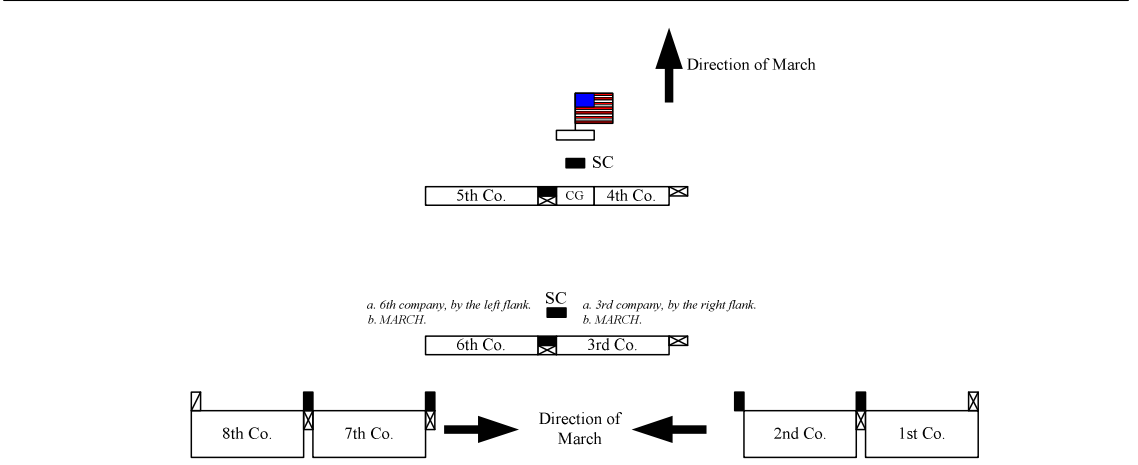 Direction of March
SC
5th Co.
CG
4th Co.
SC
a. 6th company, by the left flank.
b. MARCH.
a. 3rd company, by the right flank.
b. MARCH.
6th Co.
3rd Co.
8th Co.
7th Co.
Direction of
March
2nd Co.
1st Co.